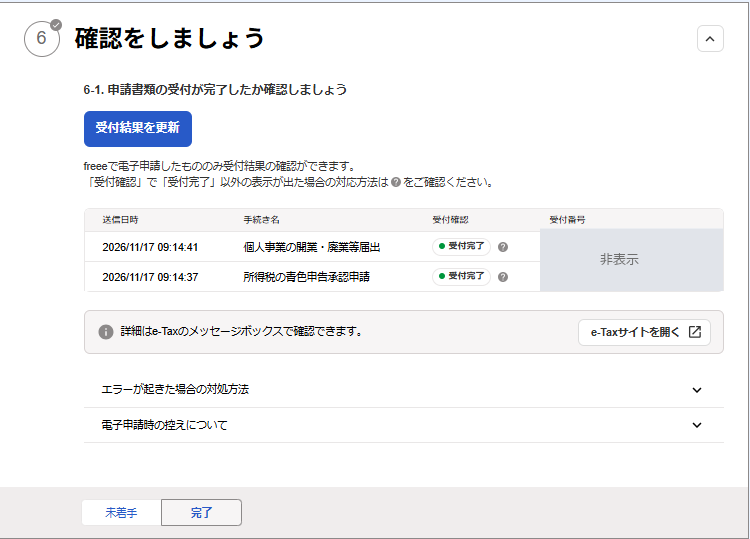 6 確認をしましょう
6-1. 申請書類の受付が完了したか確認しましょう
受付結果を更新
freeeで電子申請したもののみ受付結果の確認ができます。
「受付確認」で「受付完了」以外の表示が出た場合の対応方法は ? をご確認ください。
送信日時 手続き名 受付確認 受付番号
2026/11/17 09:14:41 個人事業の開業・廃業等届出 受付完了 ?
非表示
2026/11/17 09:14:37 所得税の青色申告承認申請 受付完了 ?
i 詳細はe-Taxのメッセージボックスで確認できます。 e-Taxサイトを開く
エラーが起きた場合の対処方法
電子申請時の控えについて
未着手 完了